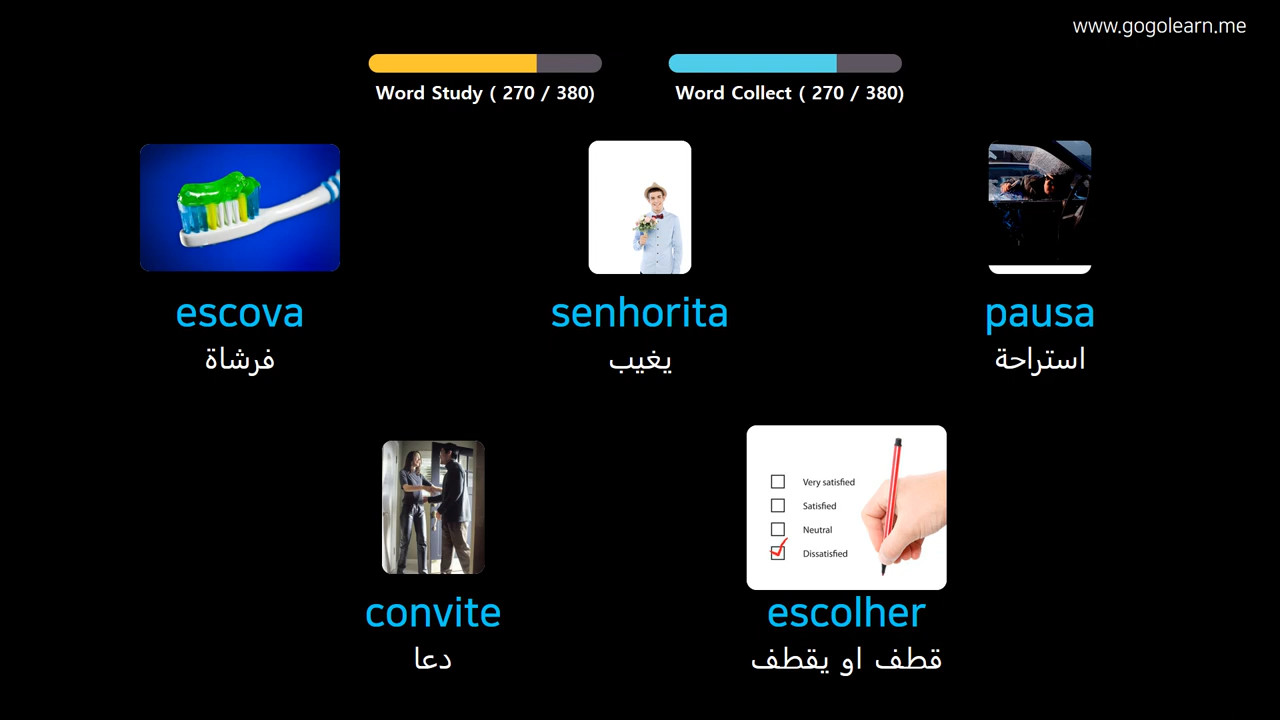 www.gogolearn.me
Word Study ( 270 / 380)
Word Collect ( 270 / 380)
escova
فرشاة
senhorita
يغيب
pausa
استراحة
Very satisfied
Satisfied
Neutral
Dissatisfied
convite
دعا
escolher
قطف او يقطف